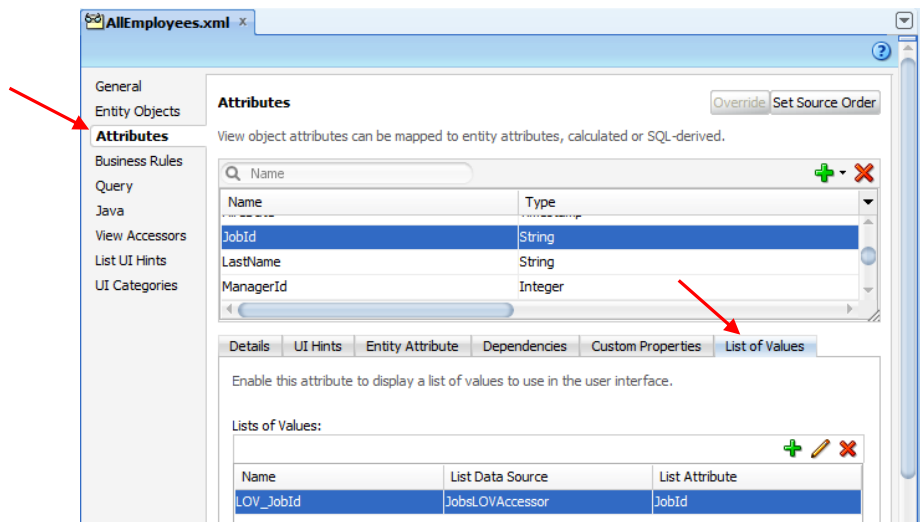 AllEmployees.xml
General
Entity Objects
Attributes
Business Rules
Query
Java
View Accessors
List UI Hints
UI Categories
Attributes
Override Set Source Order
View object attributes can be mapped to entity attributes, calculated or SQL-derived.
Name
Name Type
JobId String
LastName String
ManagerId Integer
Details UI Hints Entity Attribute Dependencies Custom Properties List of Values
Enable this attribute to display a list of values to use in the user interface.
Lists of Values:
Name List Data Source List Attribute
LOV_JobId JobsLOVAccessor JobId